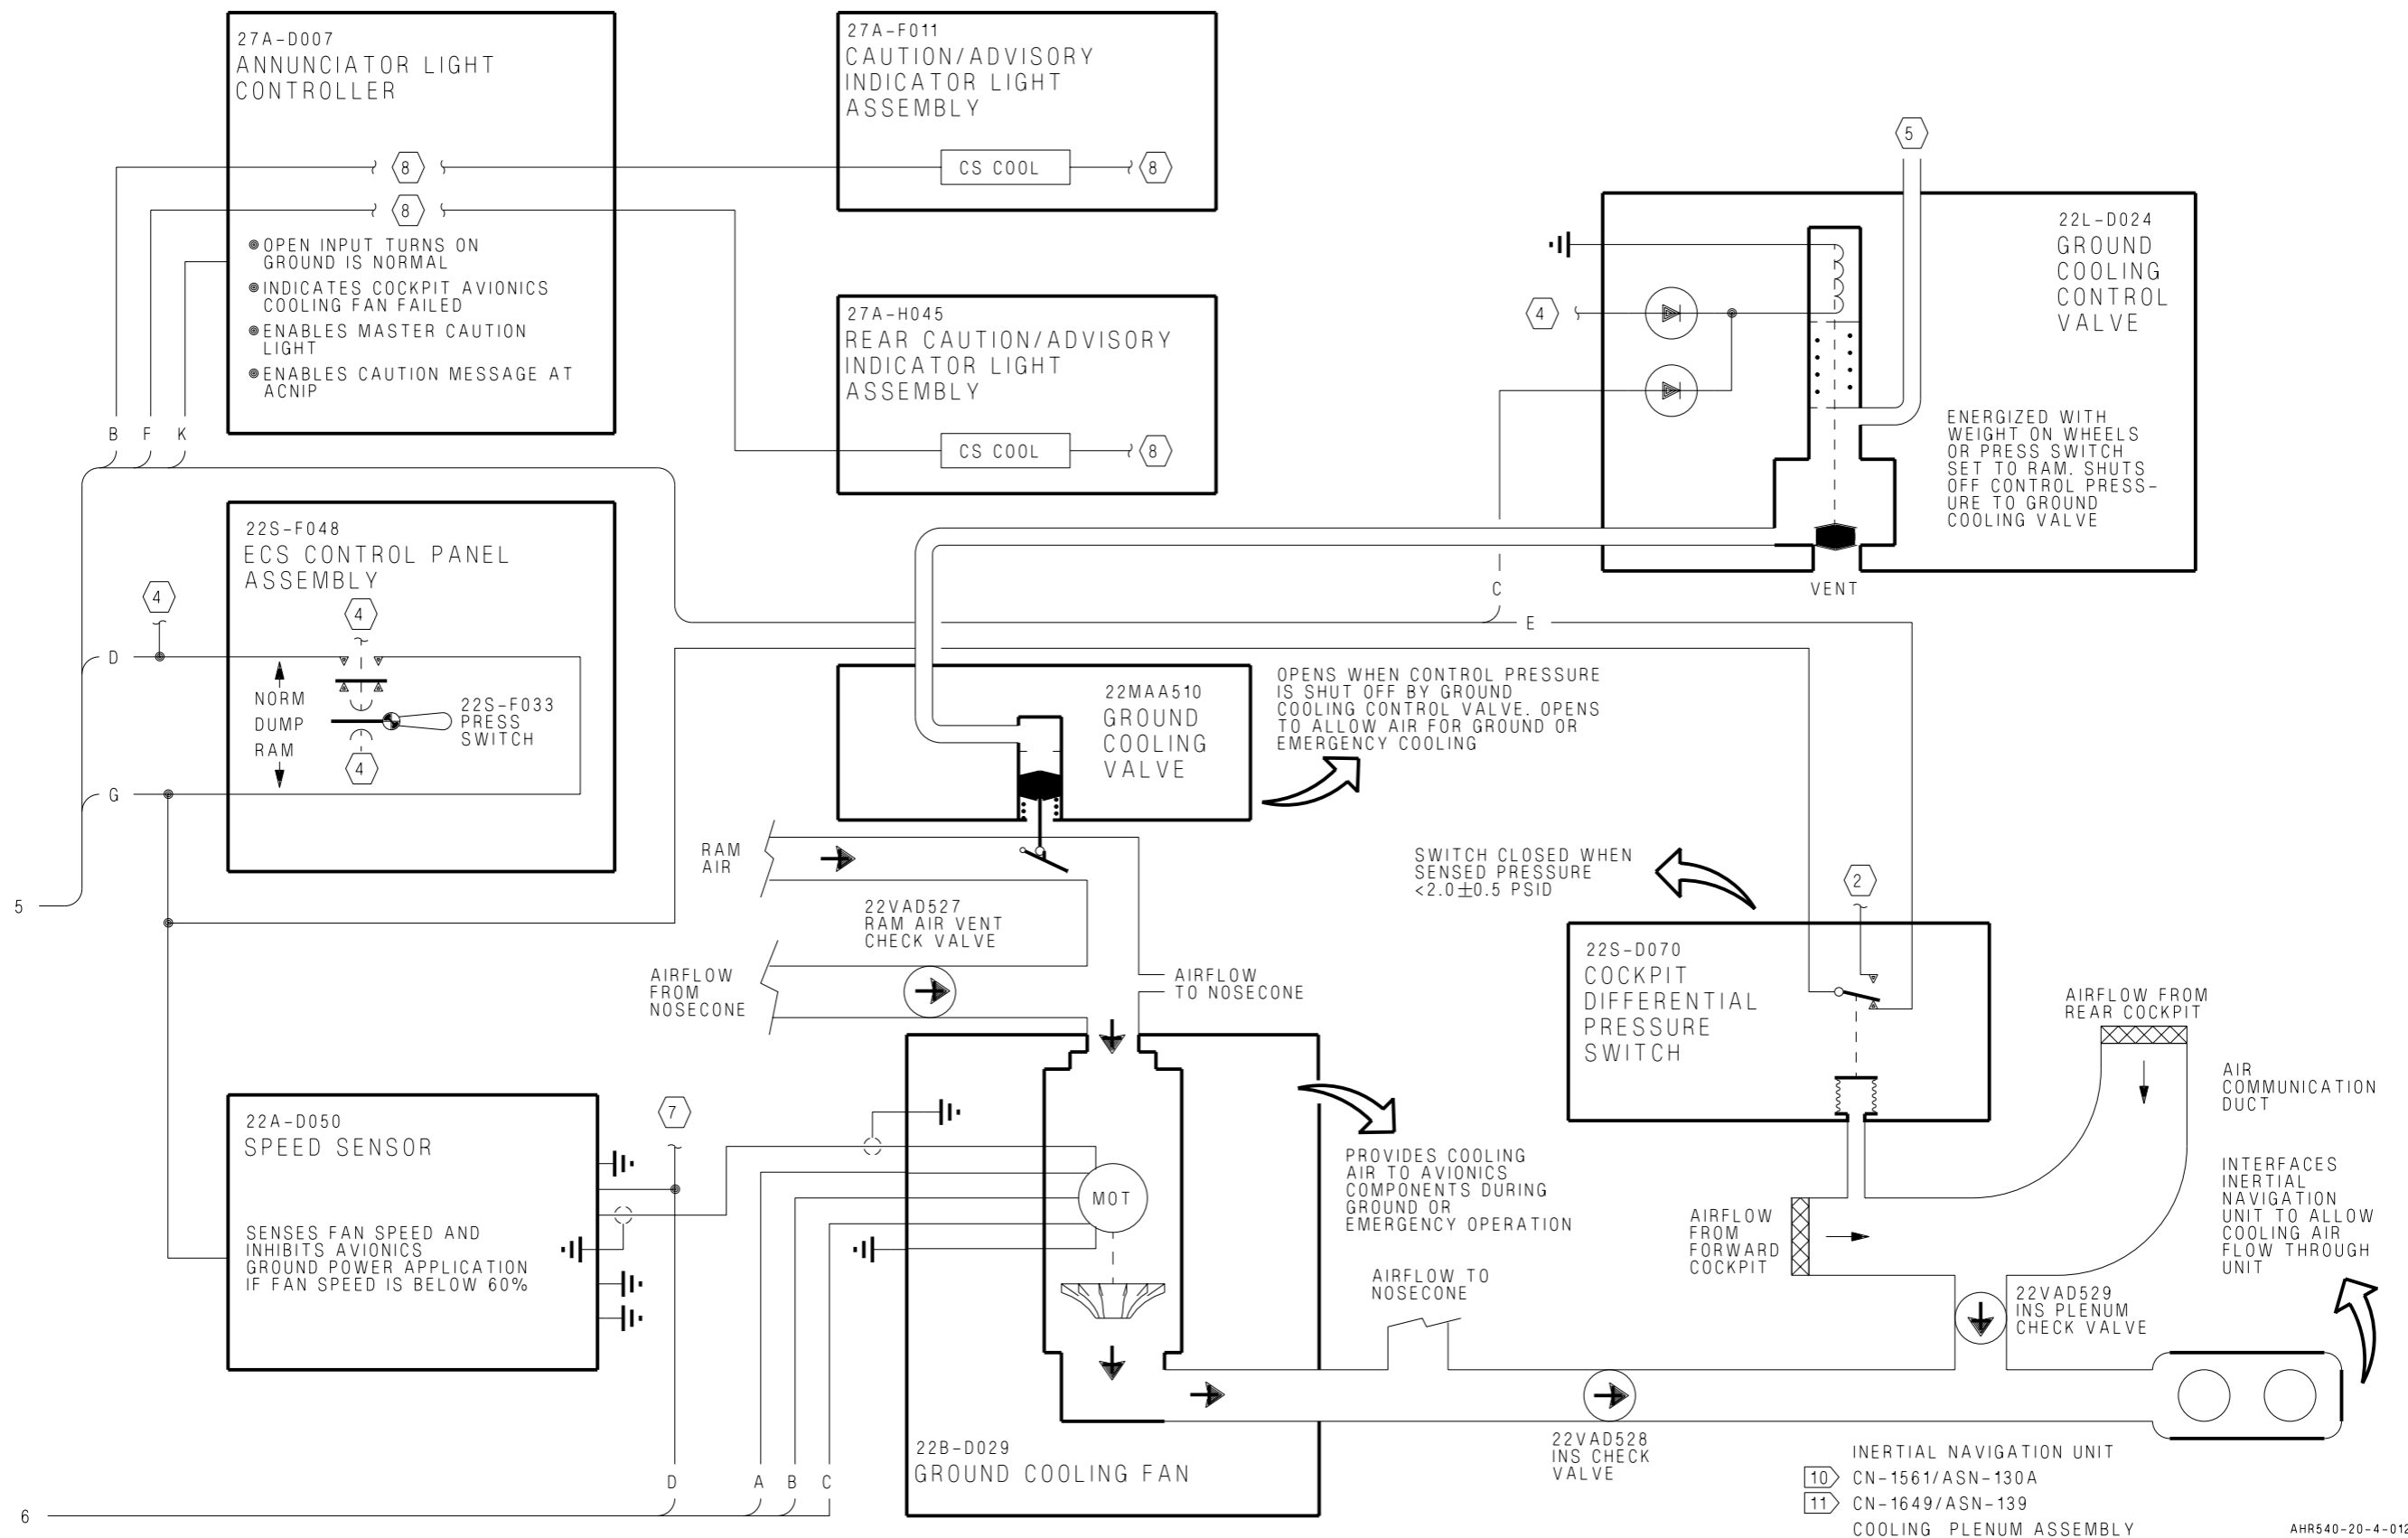 27A-D007
ANNUNCIATOR LIGHT
CONTROLLER
8
8
OPEN INPUT TURNS ON
GROUND IS NORMAL
INDICATES COCKPIT AVIONICS
COOLING FAN FAILED
ENABLES MASTER CAUTION
LIGHT
ENABLES CAUTION MESSAGE AT
ACNIP
B F K
27A-F011
CAUTION/ADVISORY
INDICATOR LIGHT
ASSEMBLY
CS COOL
8
27A-H045
REAR CAUTION/ADVISORY
INDICATOR LIGHT
ASSEMBLY
CS COOL
8
5
22L-D024
GROUND
COOLING
CONTROL
VALVE
4
ENERGIZED WITH
WEIGHT ON WHEELS
OR PRESS SWITCH
SET TO RAM. SHUTS
OFF CONTROL PRESS-
URE TO GROUND
COOLING VALVE
VENT
C
E
22S-F048
ECS CONTROL PANEL
ASSEMBLY
4
4
D
NORM
DUMP
RAM
22S-F033
PRESS
SWITCH
4
G
5
22MAA510
GROUND
COOLING
VALVE
OPENS WHEN CONTROL PRESSURE
IS SHUT OFF BY GROUND
COOLING CONTROL VALVE. OPENS
TO ALLOW AIR FOR GROUND OR
EMERGENCY COOLING
RAM
AIR
22VAD527
RAM AIR VENT
CHECK VALVE
AIRFLOW
FROM
NOSECONE
AIRFLOW
TO NOSECONE
SWITCH CLOSED WHEN
SENSED PRESSURE
<2.0±0.5 PSID
2
22S-D070
COCKPIT
DIFFERENTIAL
PRESSURE
SWITCH
AIRFLOW FROM
REAR COCKPIT
AIR
COMMUNICATION
DUCT
22A-D050
SPEED SENSOR
7
SENSES FAN SPEED AND
INHIBITS AVIONICS
GROUND POWER APPLICATION
IF FAN SPEED IS BELOW 60%
MOT
PROVIDES COOLING
AIR TO AVIONICS
COMPONENTS DURING
GROUND OR
EMERGENCY OPERATION
AIRFLOW
FROM
FORWARD
COCKPIT
INTERFACES
INERTIAL
NAVIGATION
UNIT TO ALLOW
COOLING AIR
FLOW THROUGH
UNIT
AIRFLOW TO
NOSECONE
22VAD529
INS PLENUM
CHECK VALVE
22B-D029
GROUND COOLING FAN
22VAD528
INS CHECK
VALVE
D A B C
6
INERTIAL NAVIGATION UNIT
10 CN-1561/ASN-130A
11 CN-1649/ASN-139
COOLING PLENUM ASSEMBLY